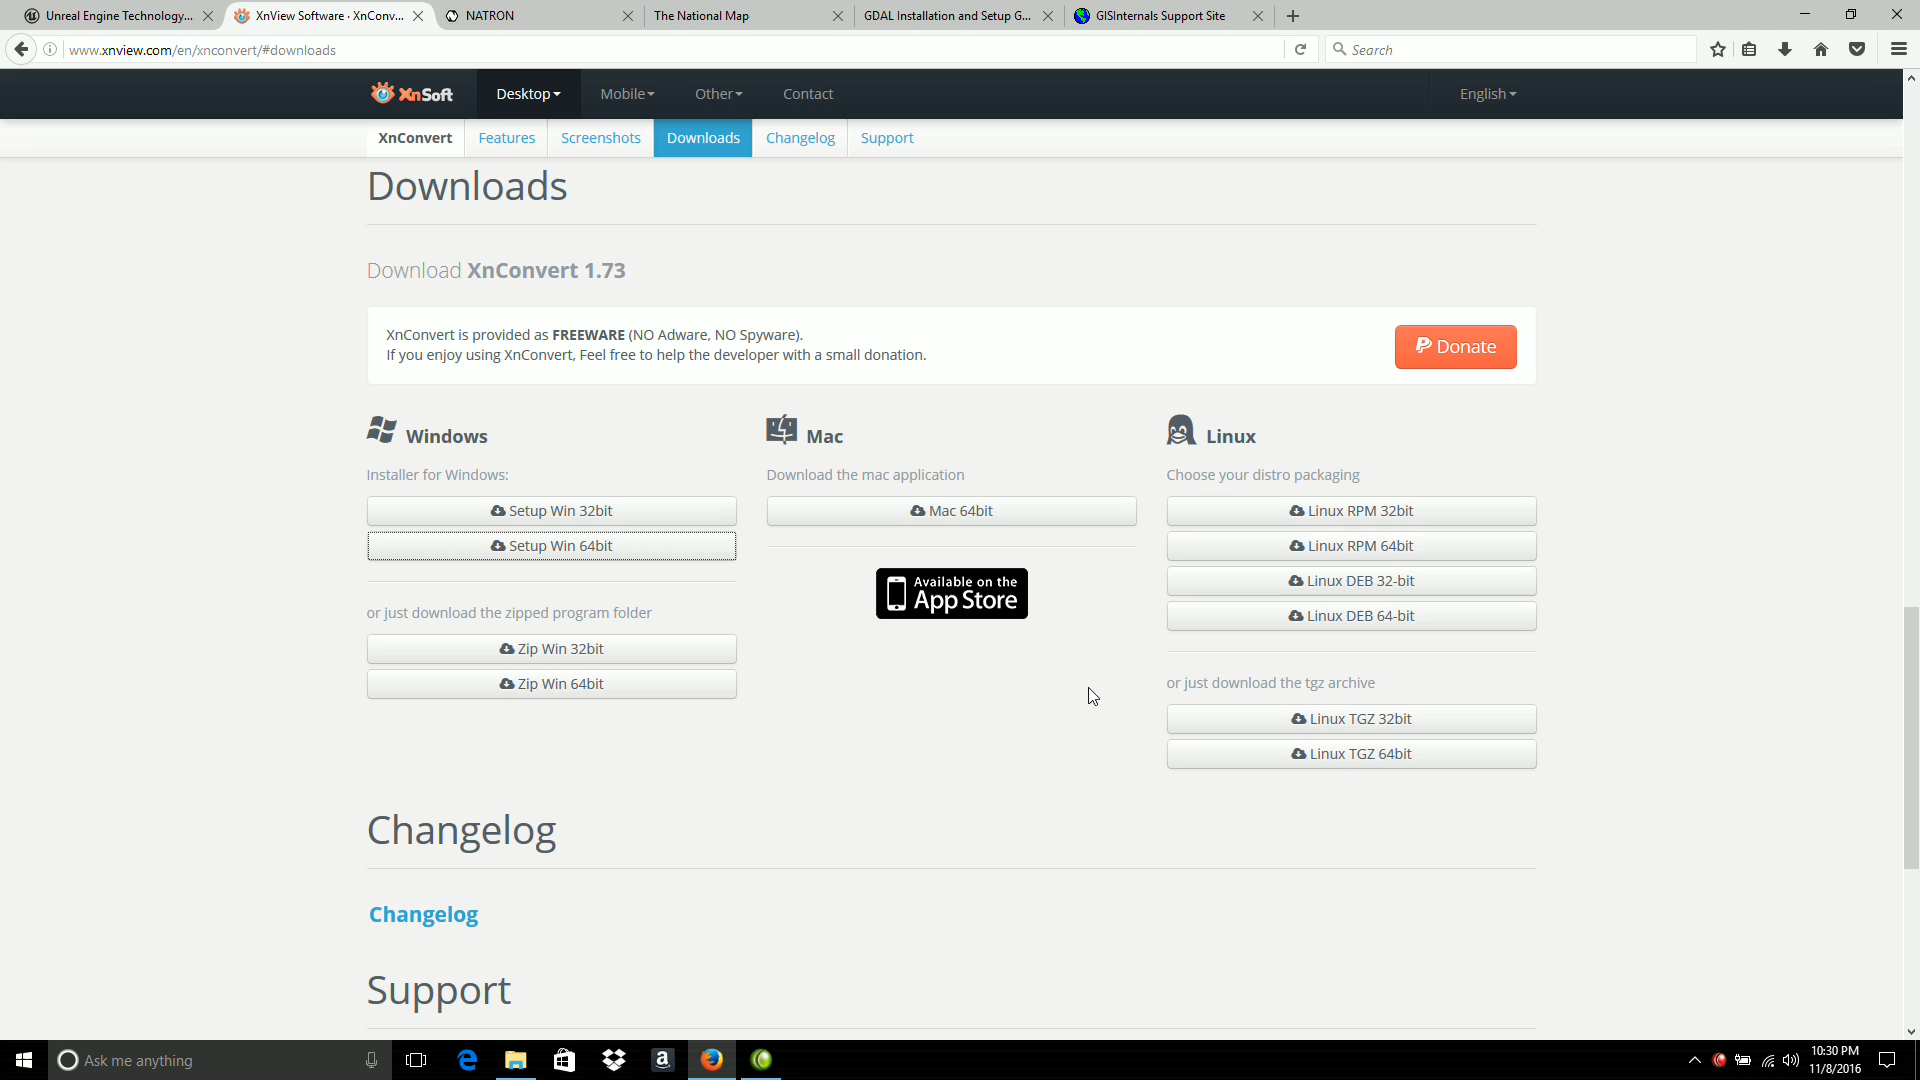 Unreal Engine Technology...
XnView Software · XnConv...
NATRON
The National Map
GDAL Installation and Setup G...
GISInternals Support Site
www.xnview.com/en/xnconvert/#downloads
Search
XnSoft
Desktop
Mobile
Other
Contact
English
XnConvert
Features
Screenshots
Downloads
Changelog
Support
Downloads
Download XnConvert 1.73
XnConvert is provided as FREEWARE (NO Adware, NO Spyware).
If you enjoy using XnConvert, Feel free to help the developer with a small donation.
Donate
Windows
Installer for Windows:
Setup Win 32bit
Setup Win 64bit
or just download the zipped program folder
Zip Win 32bit
Zip Win 64bit
Mac
Download the mac application
Mac 64bit
Available on the
App Store
Linux
Choose your distro packaging
Linux RPM 32bit
Linux RPM 64bit
Linux DEB 32-bit
Linux DEB 64-bit
or just download the tgz archive
Linux TGZ 32bit
Linux TGZ 64bit
Changelog
Changelog
Support
Ask me anything
10:30 PM
11/8/2016